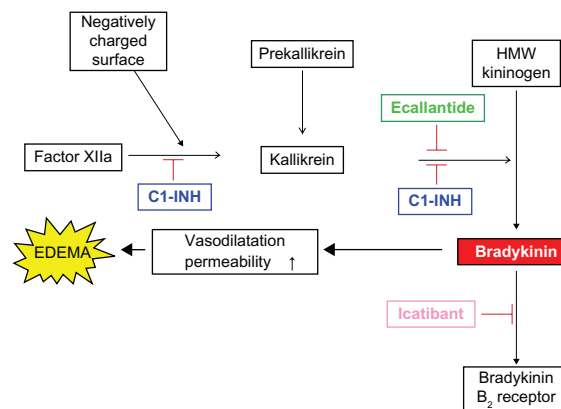 Negatively
charged
surface
Prekallikrein
HMW
kininogen
Ecallantide
Factor XIIa
Kallikrein
C1-INH
C1-INH
EDEMA
Vasodilatation
permeability ↑
Bradykinin
Icatibant
Bradykinin
B₂ receptor